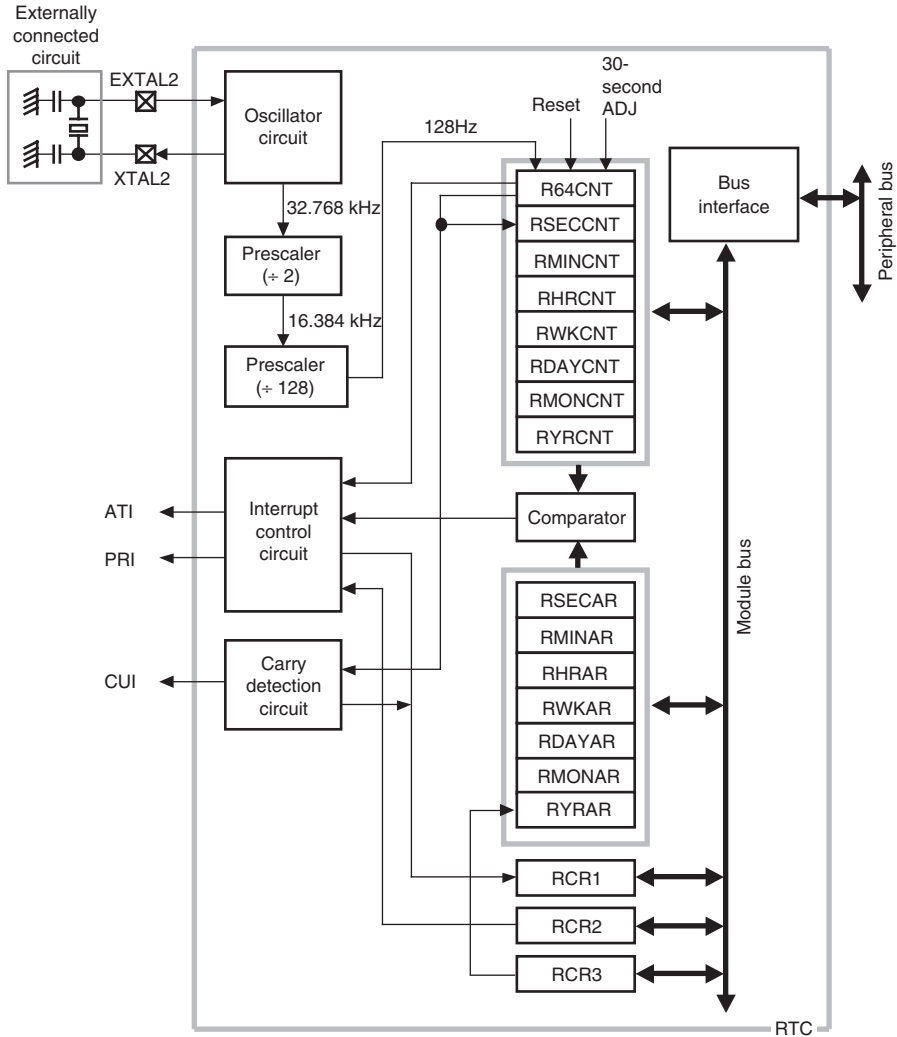 Externally
connected
circuit
EXTAL2
XTAL2
Oscillator
circuit
32.768 kHz
Prescaler
(÷ 2)
16.384 kHz
Prescaler
(÷ 128)
128Hz
Reset
30-
second
ADJ
R64CNT
RSECCNT
RMINCNT
RHRCNT
RWKCNT
RDAYCNT
RMONCNT
RYRCNT
Bus
interface
Peripheral bus
ATI
PRI
Interrupt
control
circuit
Comparator
Module bus
CUI
Carry
detection
circuit
RSECAR
RMINAR
RHRAR
RWKAR
RDAYAR
RMONAR
RYRAR
RCR1
RCR2
RCR3
RTC